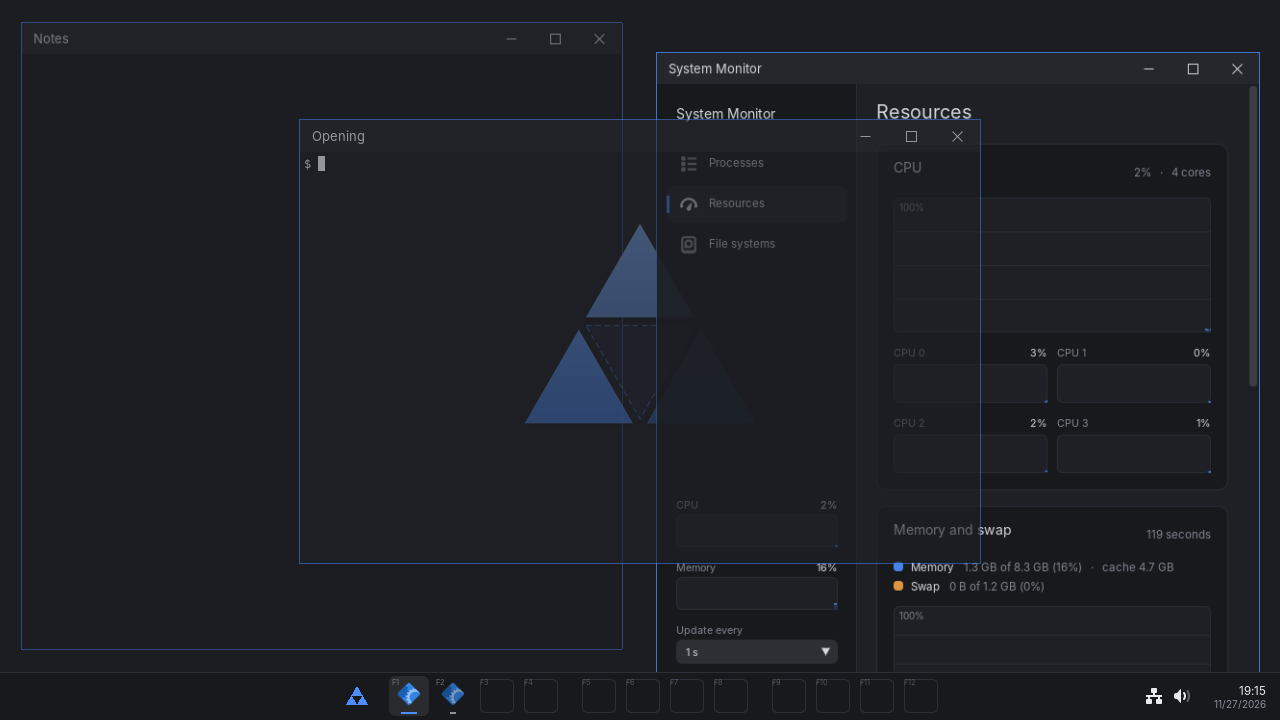 Notes
System Monitor
System Monitor
Resources
Opening
$
Processes
Resources
File systems
CPU
2% · 4 cores
100%
CPU 0
3%
CPU 1
0%
CPU 2
2%
CPU 3
1%
CPU
2%
Memory
16%
Update every
1 s
Memory and swap
119 seconds
Memory 1.3 GB of 8.3 GB (16%) · cache 4.7 GB
Swap 0 B of 1.2 GB (0%)
100%
F1
F2
F3
F4
F5
F6
F7
F8
F9
F10
F11
F12
19:15
11/27/2026